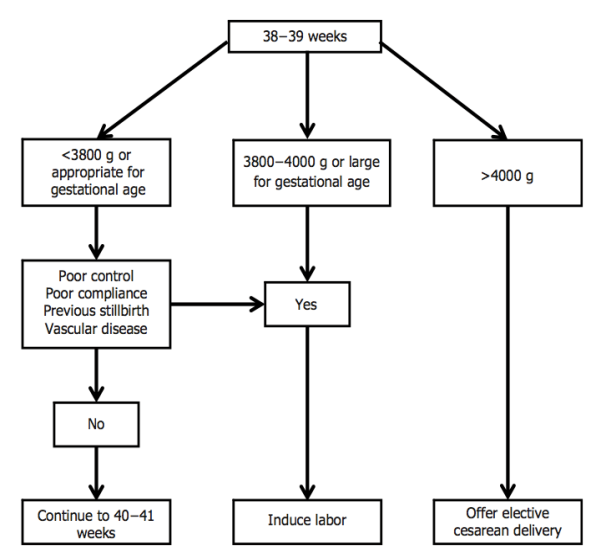 38–39 weeks
<3800 g or
appropriate for
gestational age
3800–4000 g or large
for gestational age
>4000 g
Poor control
Poor compliance
Previous stillbirth
Vascular disease
Yes
No
Continue to 40–41
weeks
Induce labor
Offer elective
cesarean delivery